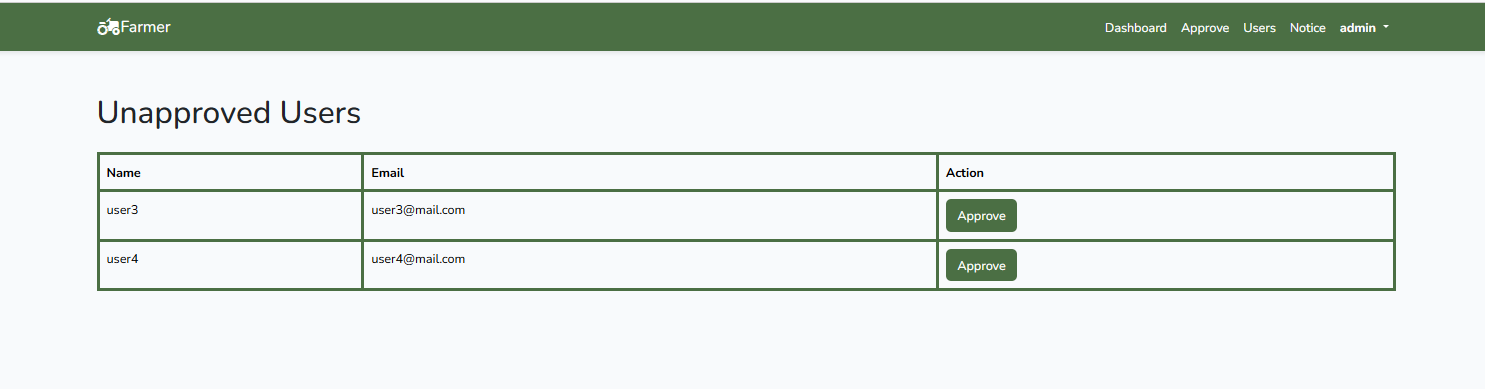 Farmer Dashboard Approve Users Notice admin
Unapproved Users
Name Email Action
user3 user3@mail.com Approve
user4 user4@mail.com Approve